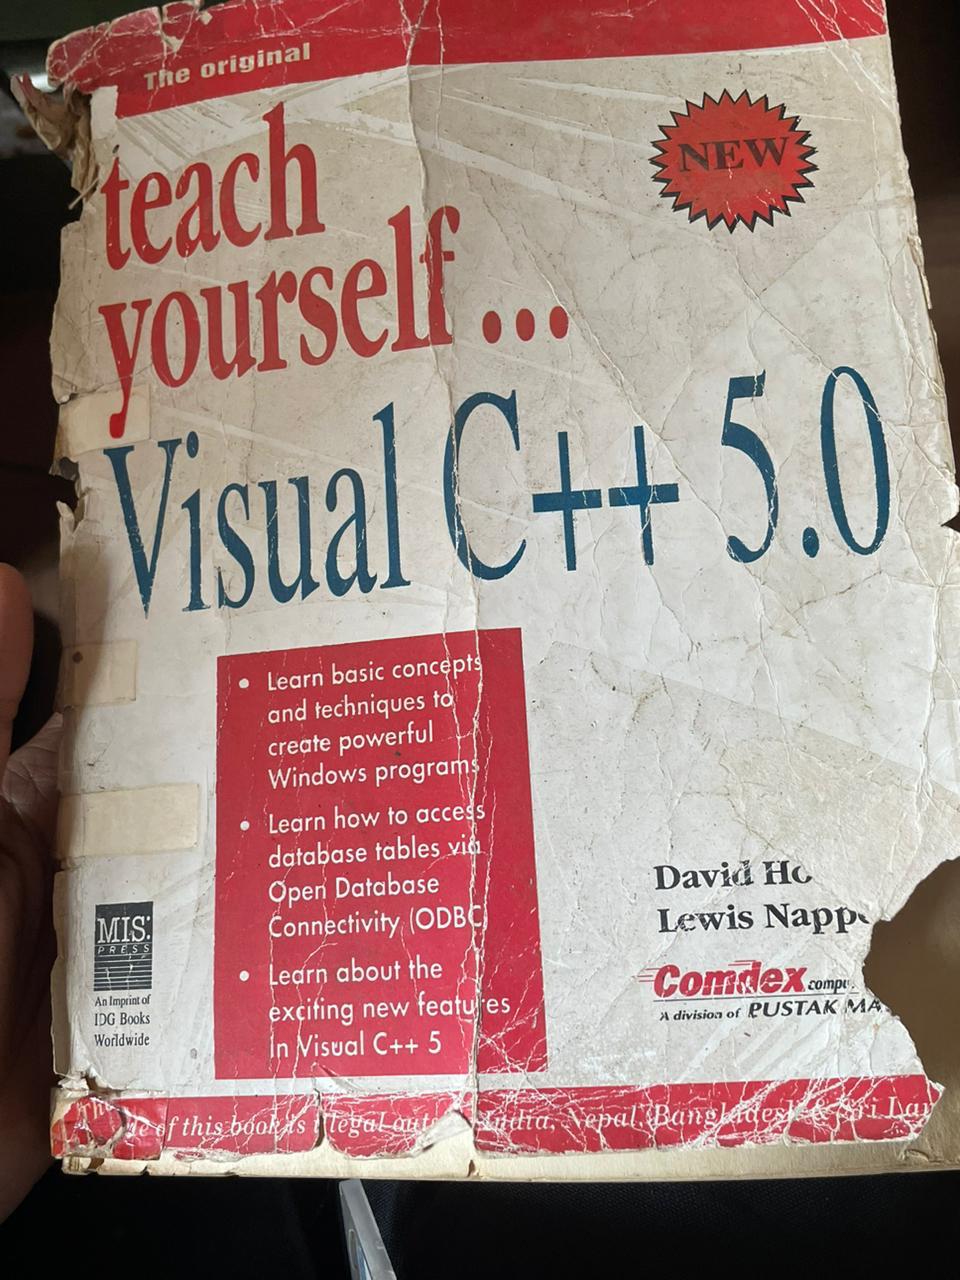 The original
teach
yourself...
NEW
Visual C++ 5.0
• Learn basic concepts
and techniques to
create powerful
Windows programs
• Learn how to access
database tables via
Open Database
Connectivity (ODBC)
• Learn about the
exciting new features
in Visual C++ 5
David
Lewis
Comdex
A division of PUSTAK
MIS:
PRESS
An Imprint of
IDG Books
Worldwide
of this book is illegal India, Nepal, Bangladesh & Sri